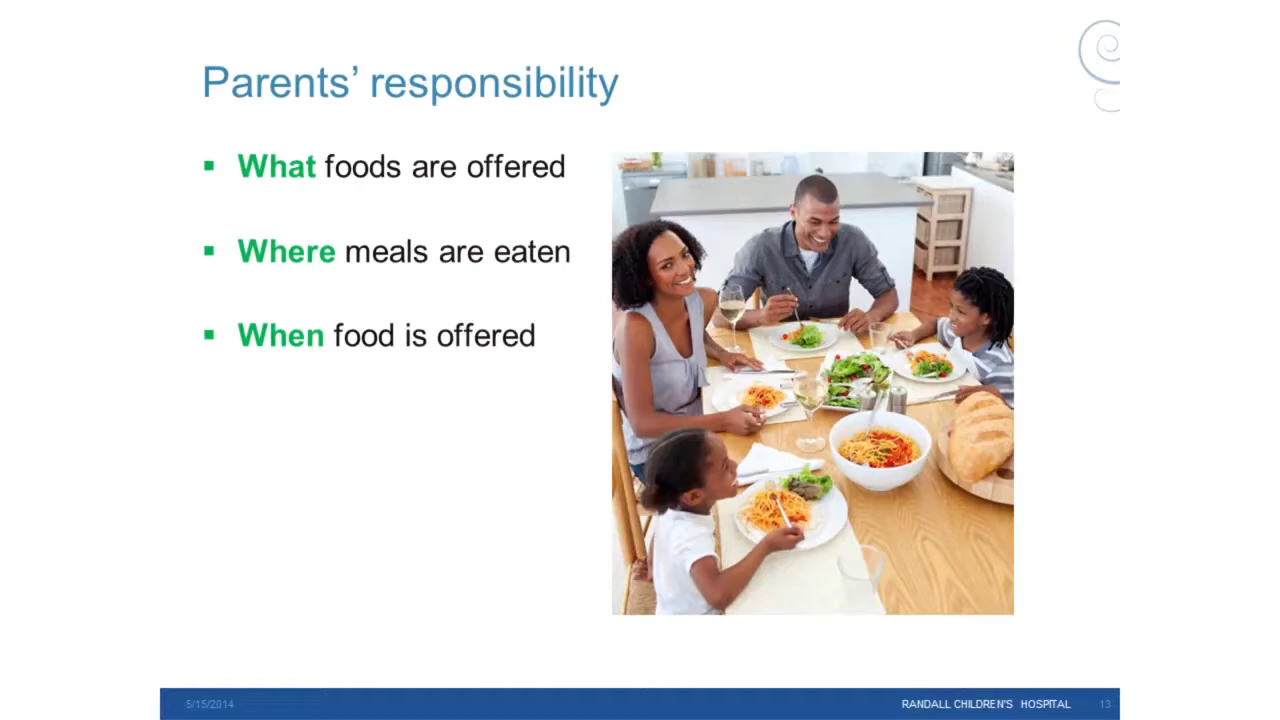 Parents’ responsibility
What foods are offered
Where meals are eaten
When food is offered
5/15/2014
RANDALL CHILDREN'S HOSPITAL
13